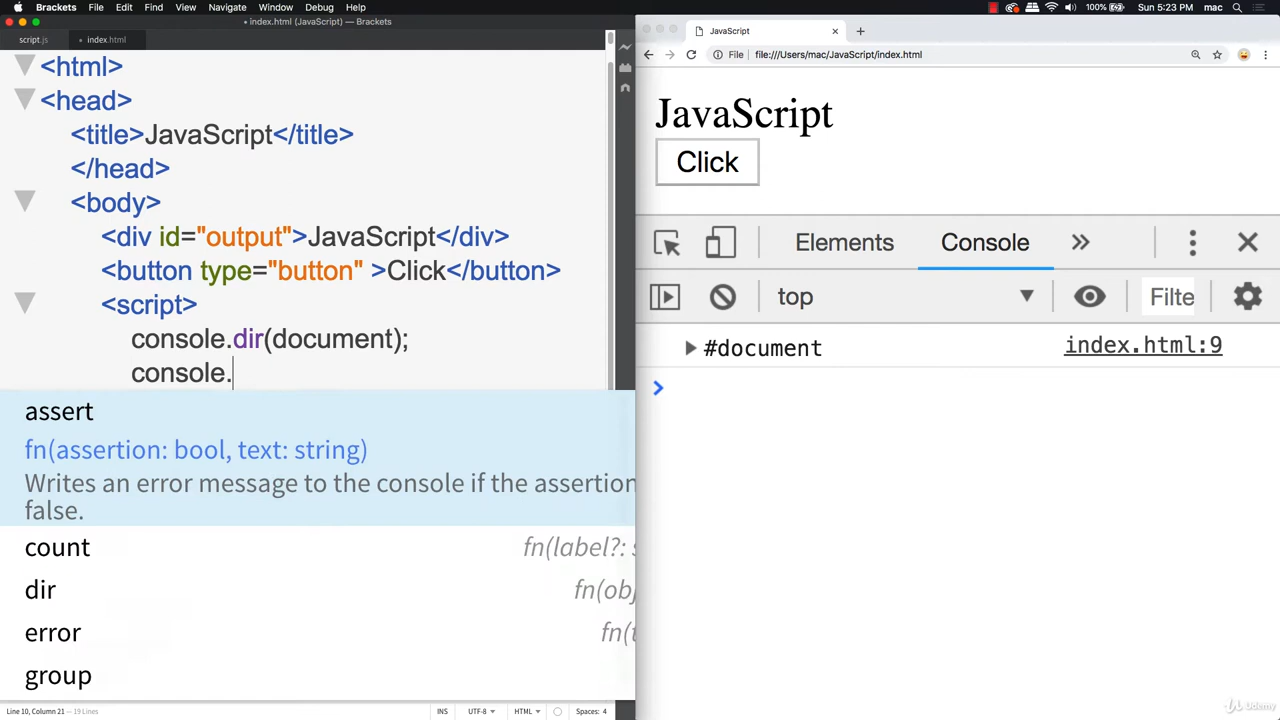 Brackets File Edit Find View Navigate Window Debug Help
100% Sun 5:23 PM mac
• index.html (JavaScript) — Brackets
script.js • index.html
<html>
<head>
<title>JavaScript</title>
</head>
<body>
<div id="output">JavaScript</div>
<button type="button" >Click</button>
<script>
console.dir(document);
console.
assert
fn(assertion: bool, text: string)
Writes an error message to the console if the assertion
false.
count fn(label?: s
dir fn(obj
error fn(t
group
Line 10, Column 21 — 19 Lines INS UTF-8 HTML Spaces: 4
JavaScript
File file:///Users/mac/JavaScript/index.html
JavaScript
Click
Elements Console
top Filte
#document index.html:9
Udemy